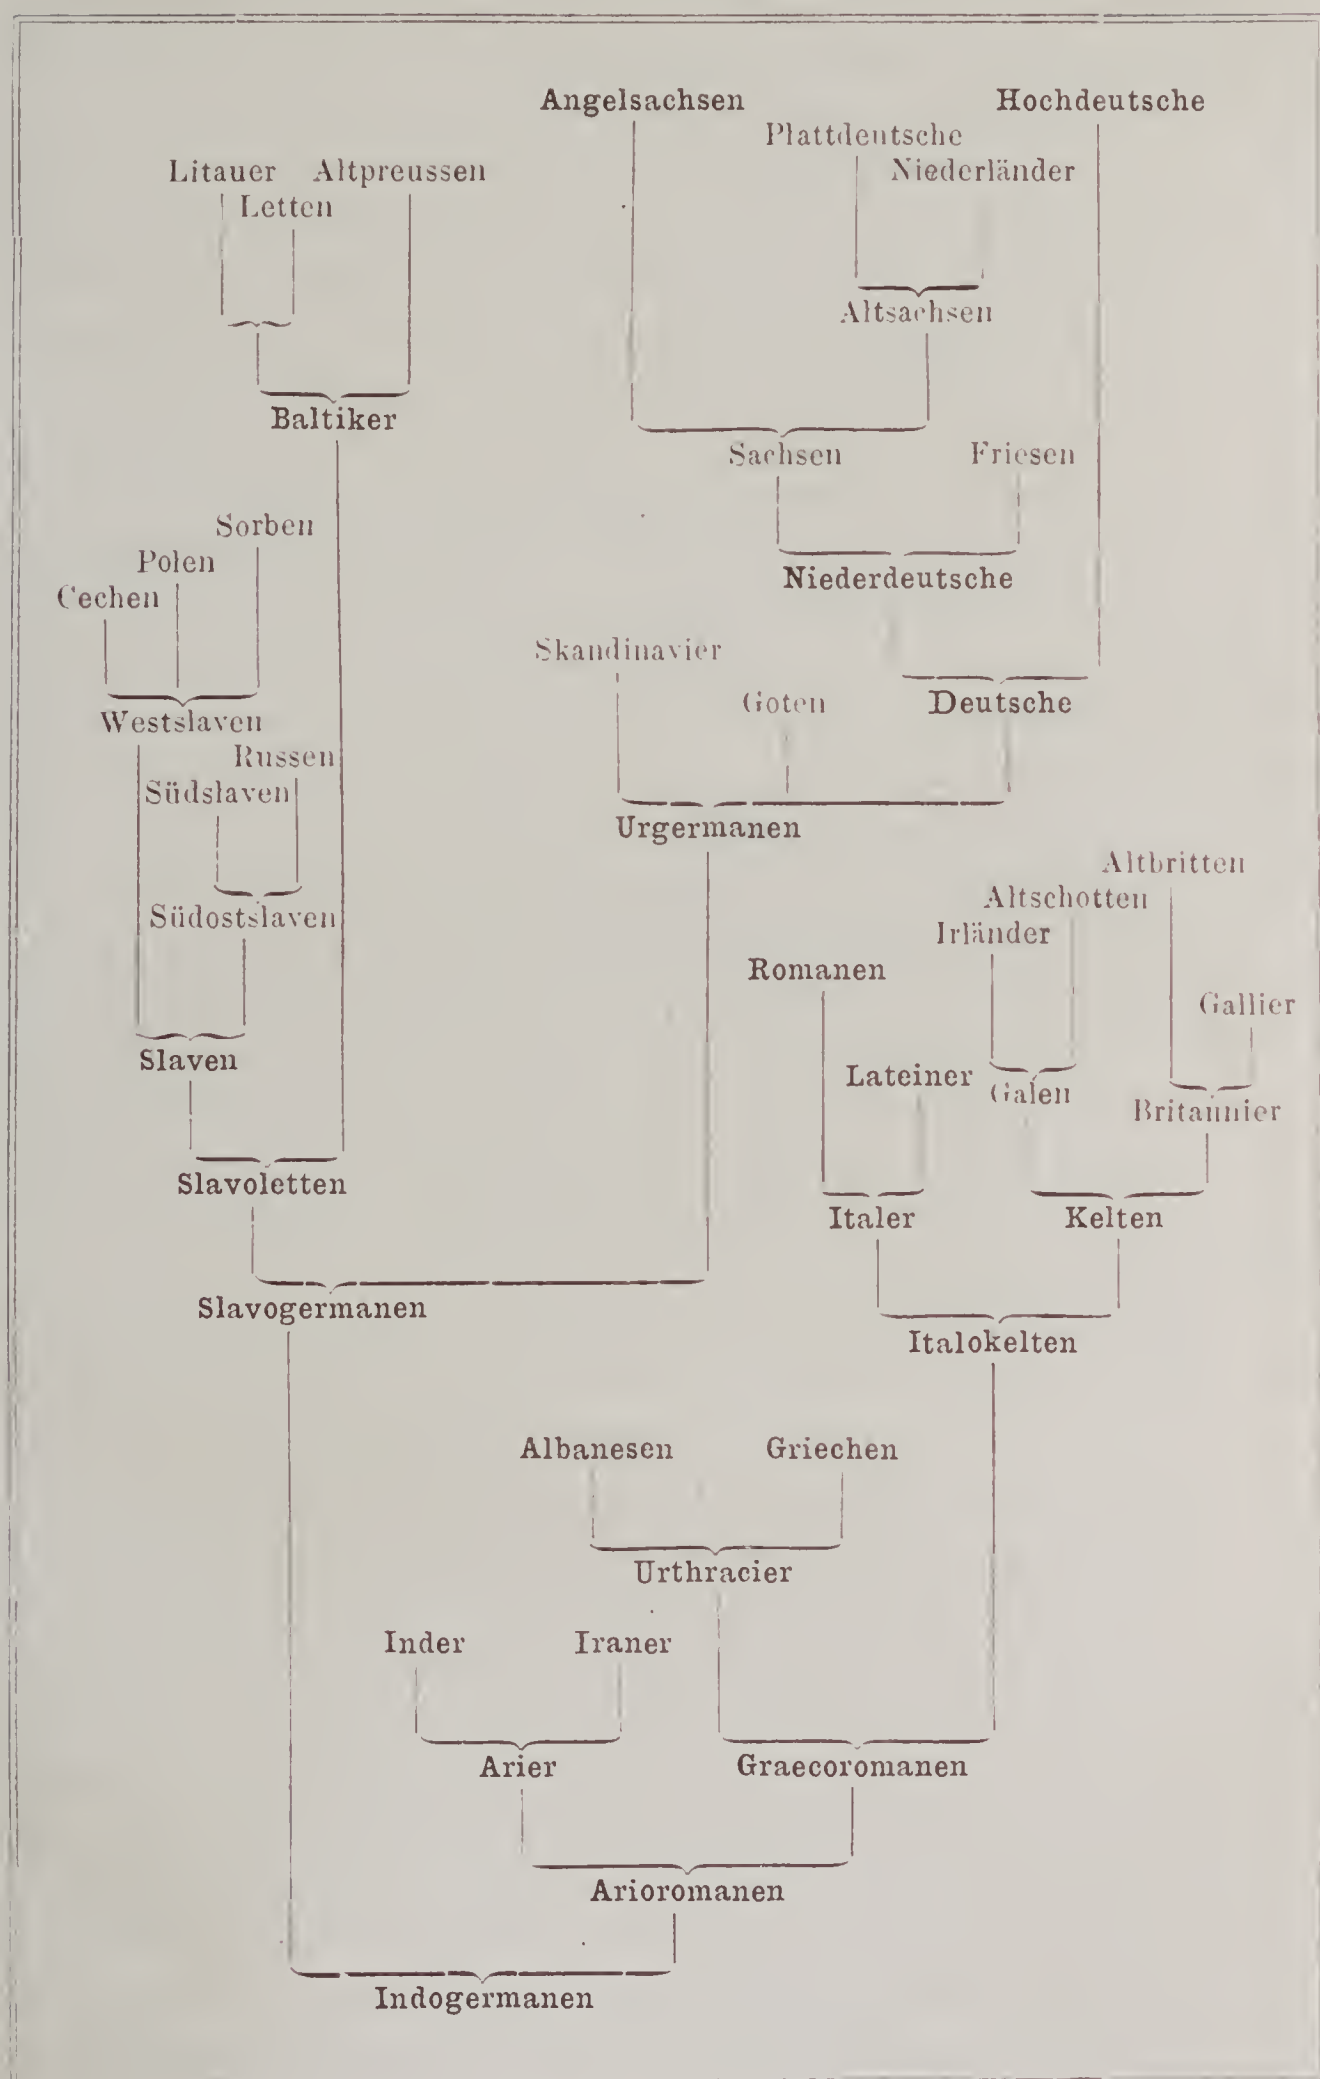 Angelsachsen Hochdeutsche
Plattdeutsche
Litauer Altpreussen Niederländer
Letten
Altsachsen
Baltiker
Sachsen Friesen
Sorben
Polen
Niederdeutsche
Cechen
Skandinavier
Goten Deutsche
Westslaven
Russen
Südslaven
Urgermanen
Altbritten
Altschotten
Südostslaven
Irländer
Romanen
Gallier
Slaven
Lateiner
Galen
Britannier
Slavoletten
Italer Kelten
Slavogermanen
Italokelten
Albanesen Griechen
Urthracier
Inder Iraner
Arier Graecoromanen
Arioromanen
Indogermanen